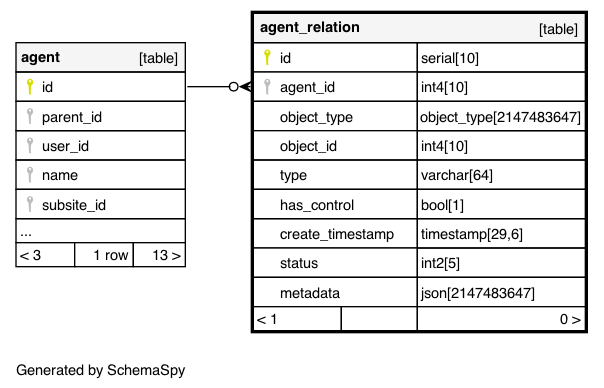 agent [table]
id
parent_id
user_id
name
subsite_id
...
< 3 1 row 13 >
agent_relation [table]
id serial[10]
agent_id int4[10]
object_type object_type[2147483647]
object_id int4[10]
type varchar[64]
has_control bool[1]
create_timestamp timestamp[29,6]
status int2[5]
metadata json[2147483647]
< 1 0 >
Generated by SchemaSpy